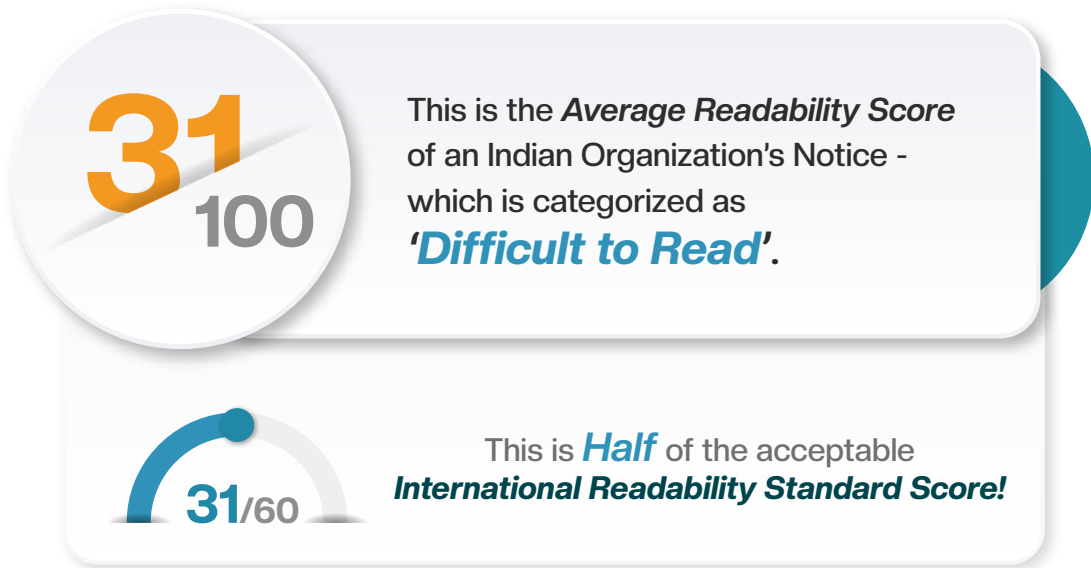 31
100
This is the Average Readability Score
of an Indian Organization's Notice -
which is categorized as
‘Difficult to Read’.
31/60
This is Half of the acceptable
International Readability Standard Score!